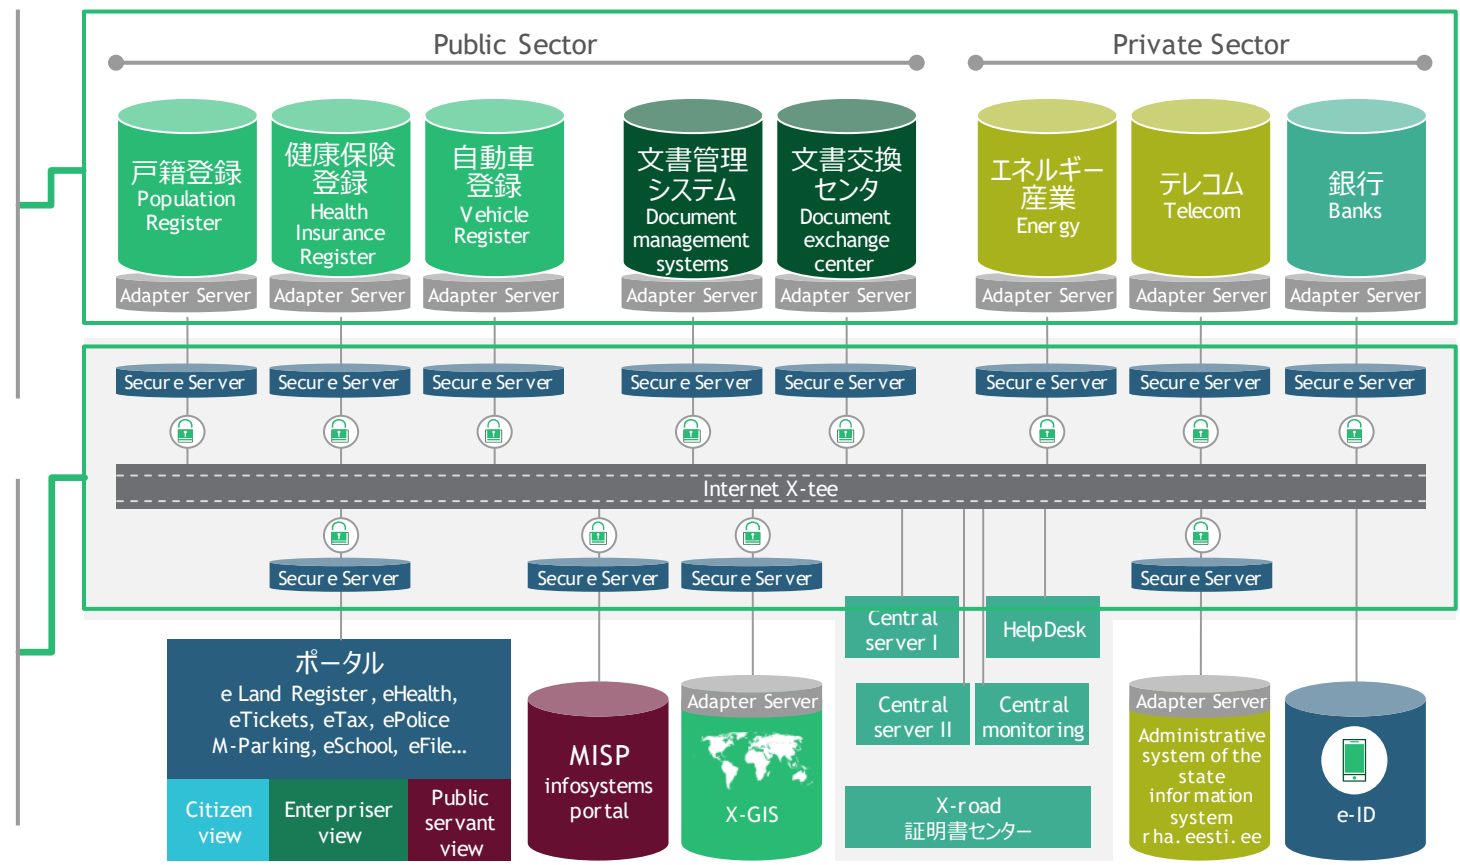 Public Sector
Private Sector
戸籍登録
Population
Register
健康保険
登録
Health
Insurance
Register
自動車
登録
Vehicle
Register
文書管理
システム
Document
management
systems
文書交換
センタ
Document
exchange
center
エネルギー
産業
Energy
テレコム
Telecom
銀行
Banks
Adapter Server
Adapter Server
Adapter Server
Adapter Server
Adapter Server
Adapter Server
Adapter Server
Adapter Server
Secure Server
Secure Server
Secure Server
Secure Server
Secure Server
Secure Server
Secure Server
Secure Server
Internet X-tee
Secure Server
Secure Server
Secure Server
Secure Server
ポータル
e Land Register, eHealth,
eTickets, eTax, ePolice
M-Parking, eSchool, eFile…
Citizen
view
Enterpriser
view
Public
servant
view
MISP
infosystems
portal
Adapter Server
X-GIS
Central
server I
HelpDesk
Central
server II
Central
monitoring
X-road
証明書センター
Adapter Server
Administrative
system of the
state
information
system
rha.eesti.ee
e-ID